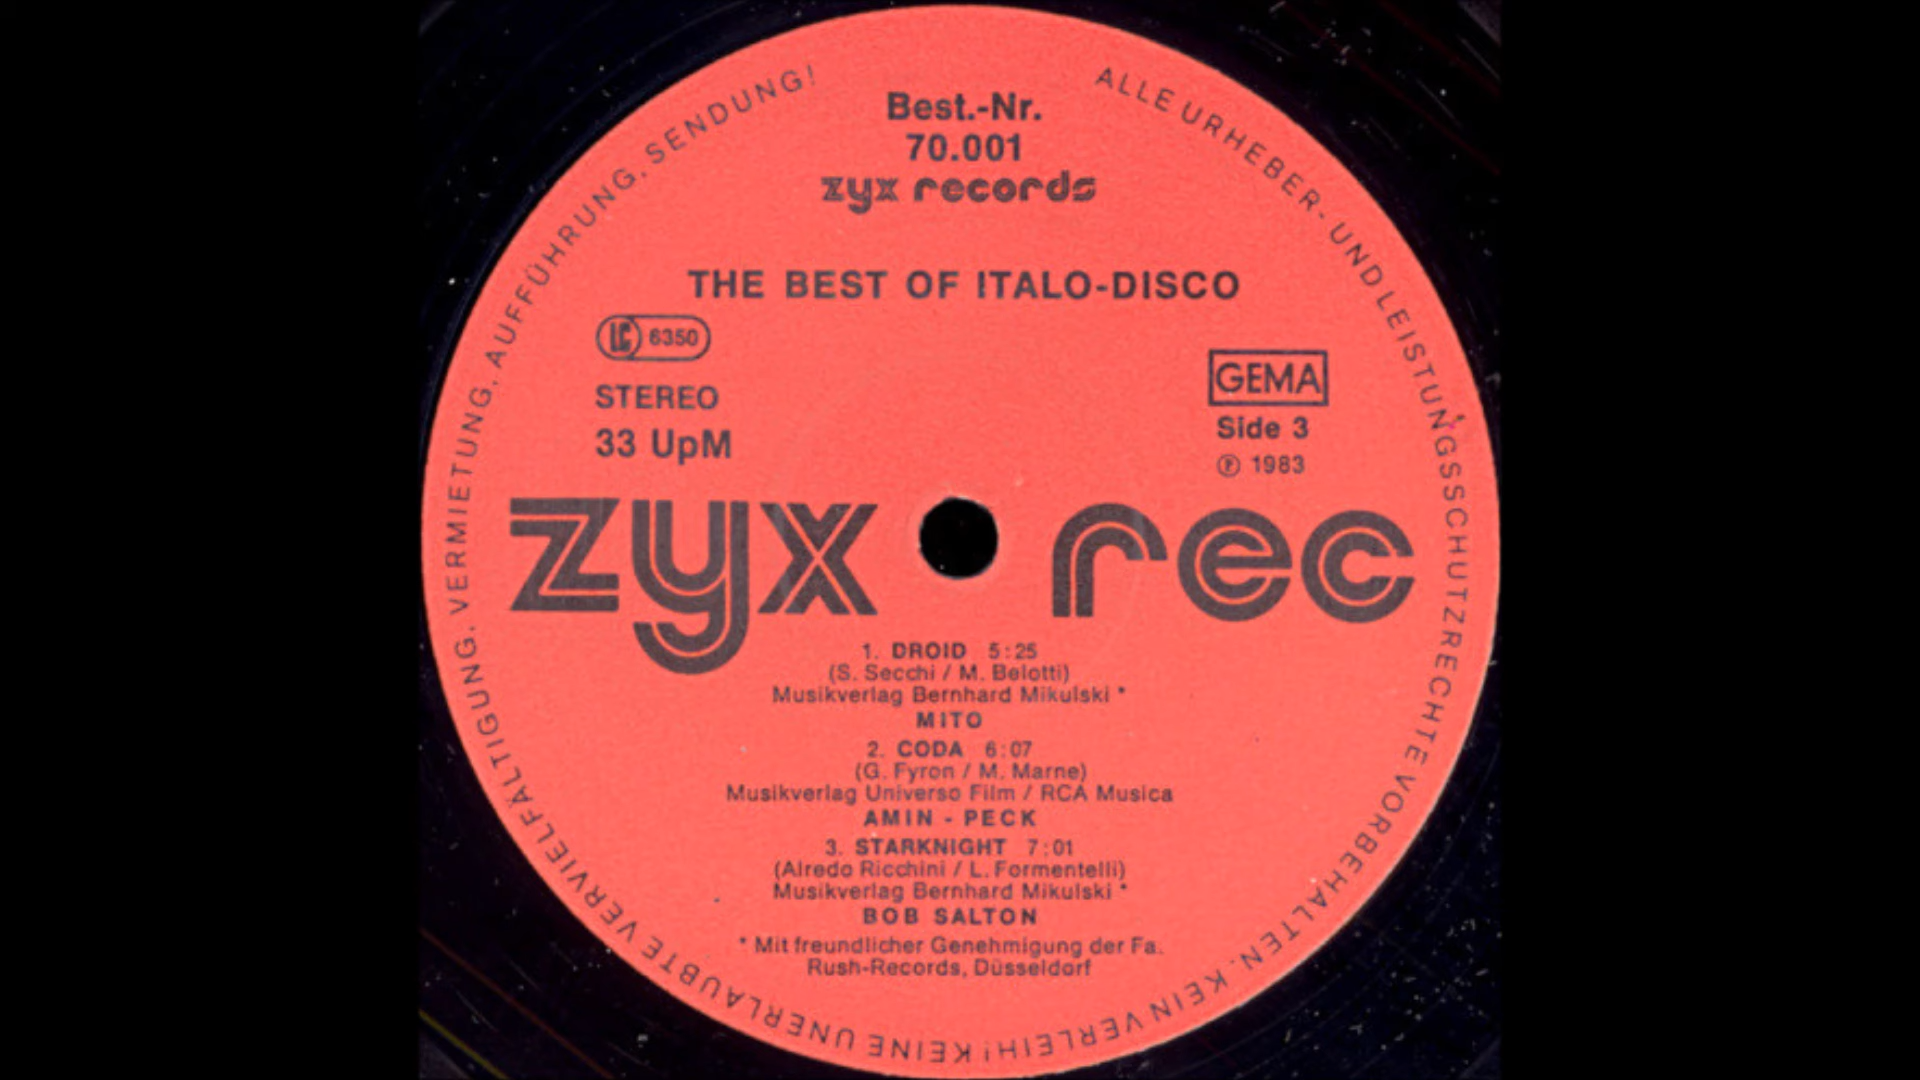 Best.-Nr.
70.001
zyx records
THE BEST OF ITALO-DISCO
LC 6350
STEREO
33 UpM
GEMA
Side 3
Ⓟ 1983
zyx rec
1. DROID 5:25
(S. Secchi / M. Belotti)
Musikverlag Bernhard Mikulski *
MITO
2. CODA 6:07
(G. Fyron / M. Marne)
Musikverlag Universo Film / RCA Musica
AMIN - PECK
3. STARKNIGHT 7:01
(Alredo Ricchini / L. Formentelli)
Musikverlag Bernhard Mikulski *
BOB SALTON
* Mit freundlicher Genehmigung der Fa.
Rush-Records, Düsseldorf
ALLE URHEBER- UND LEISTUNGSSCHUTZRECHTE VORBEHALTEN. KEIN VERLEIH! KEINE UNERLAUBTE VERVIELFÄLTIGUNG, VERMIETUNG, AUFFÜHRUNG, SENDUNG!